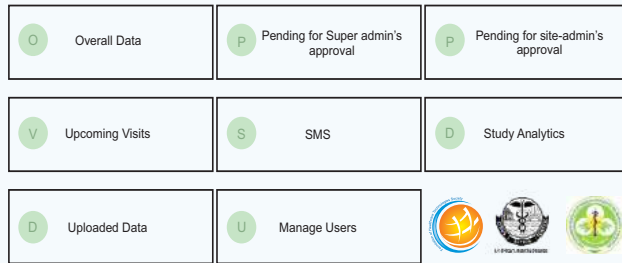 O
Overall Data
P
Pending for Super admin's
approval
P
Pending for site-admin's
approval
V
Upcoming Visits
S
SMS
D
Study Analytics
D
Uploaded Data
U
Manage Users